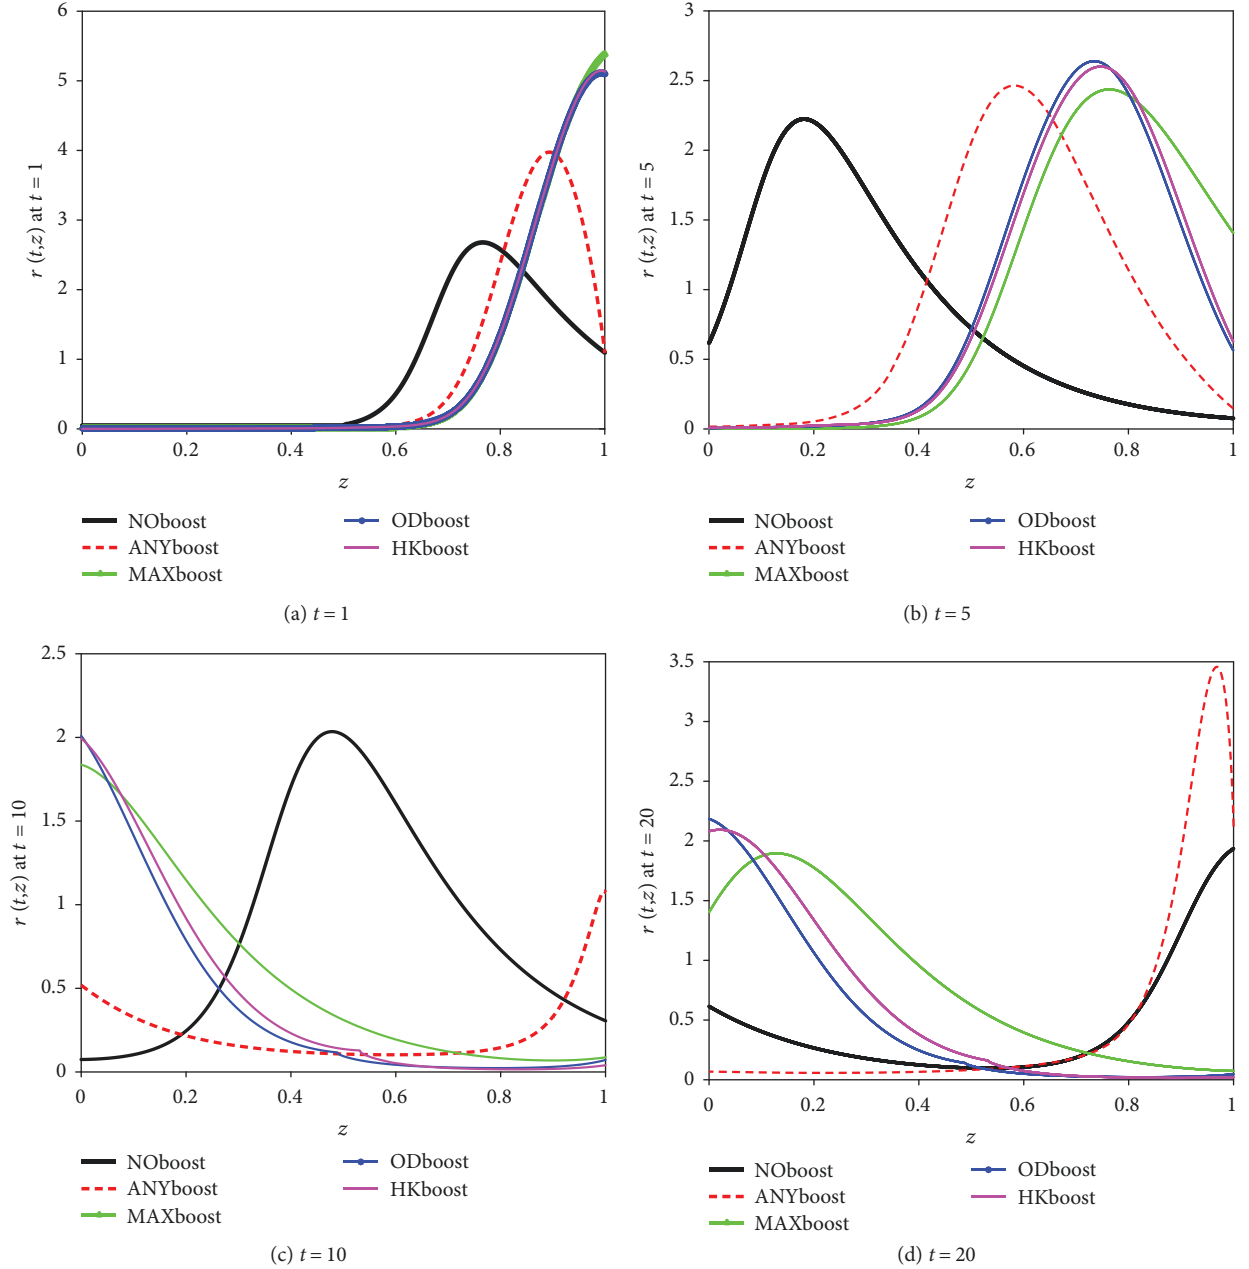 6
5
4
3
2
1
0
r (t,z) at t = 1
0
0.2
0.4
0.6
0.8
1
z
NOboost
ANYboost
MAXboost
ODboost
HKboost
(a) t = 1
3
2.5
2
1.5
1
0.5
0
r (t,z) at t = 5
0
0.2
0.4
0.6
0.8
1
z
NOboost
ANYboost
MAXboost
ODboost
HKboost
(b) t = 5
2.5
2
1.5
1
0.5
0
r (t,z) at t = 10
0
0.2
0.4
0.6
0.8
1
z
NOboost
ANYboost
MAXboost
ODboost
HKboost
(c) t = 10
3.5
3
2.5
2
1.5
1
0.5
0
r (t,z) at t = 20
0
0.2
0.4
0.6
0.8
1
z
NOboost
ANYboost
MAXboost
ODboost
HKboost
(d) t = 20